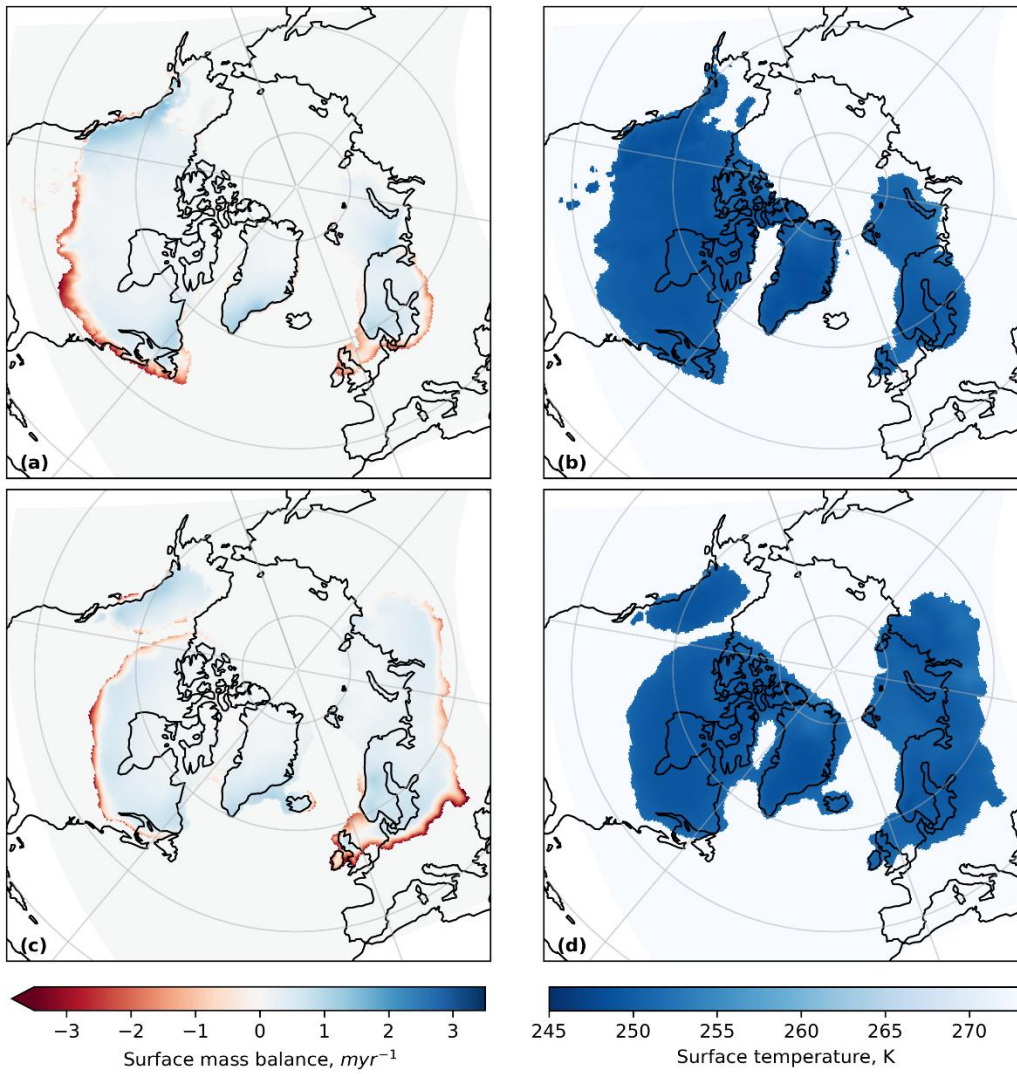 (a)
(b)
(c)
(d)
−3 −2 −1 0 1 2 3
Surface mass balance, myr⁻¹
245 250 255 260 265 270
Surface temperature, K